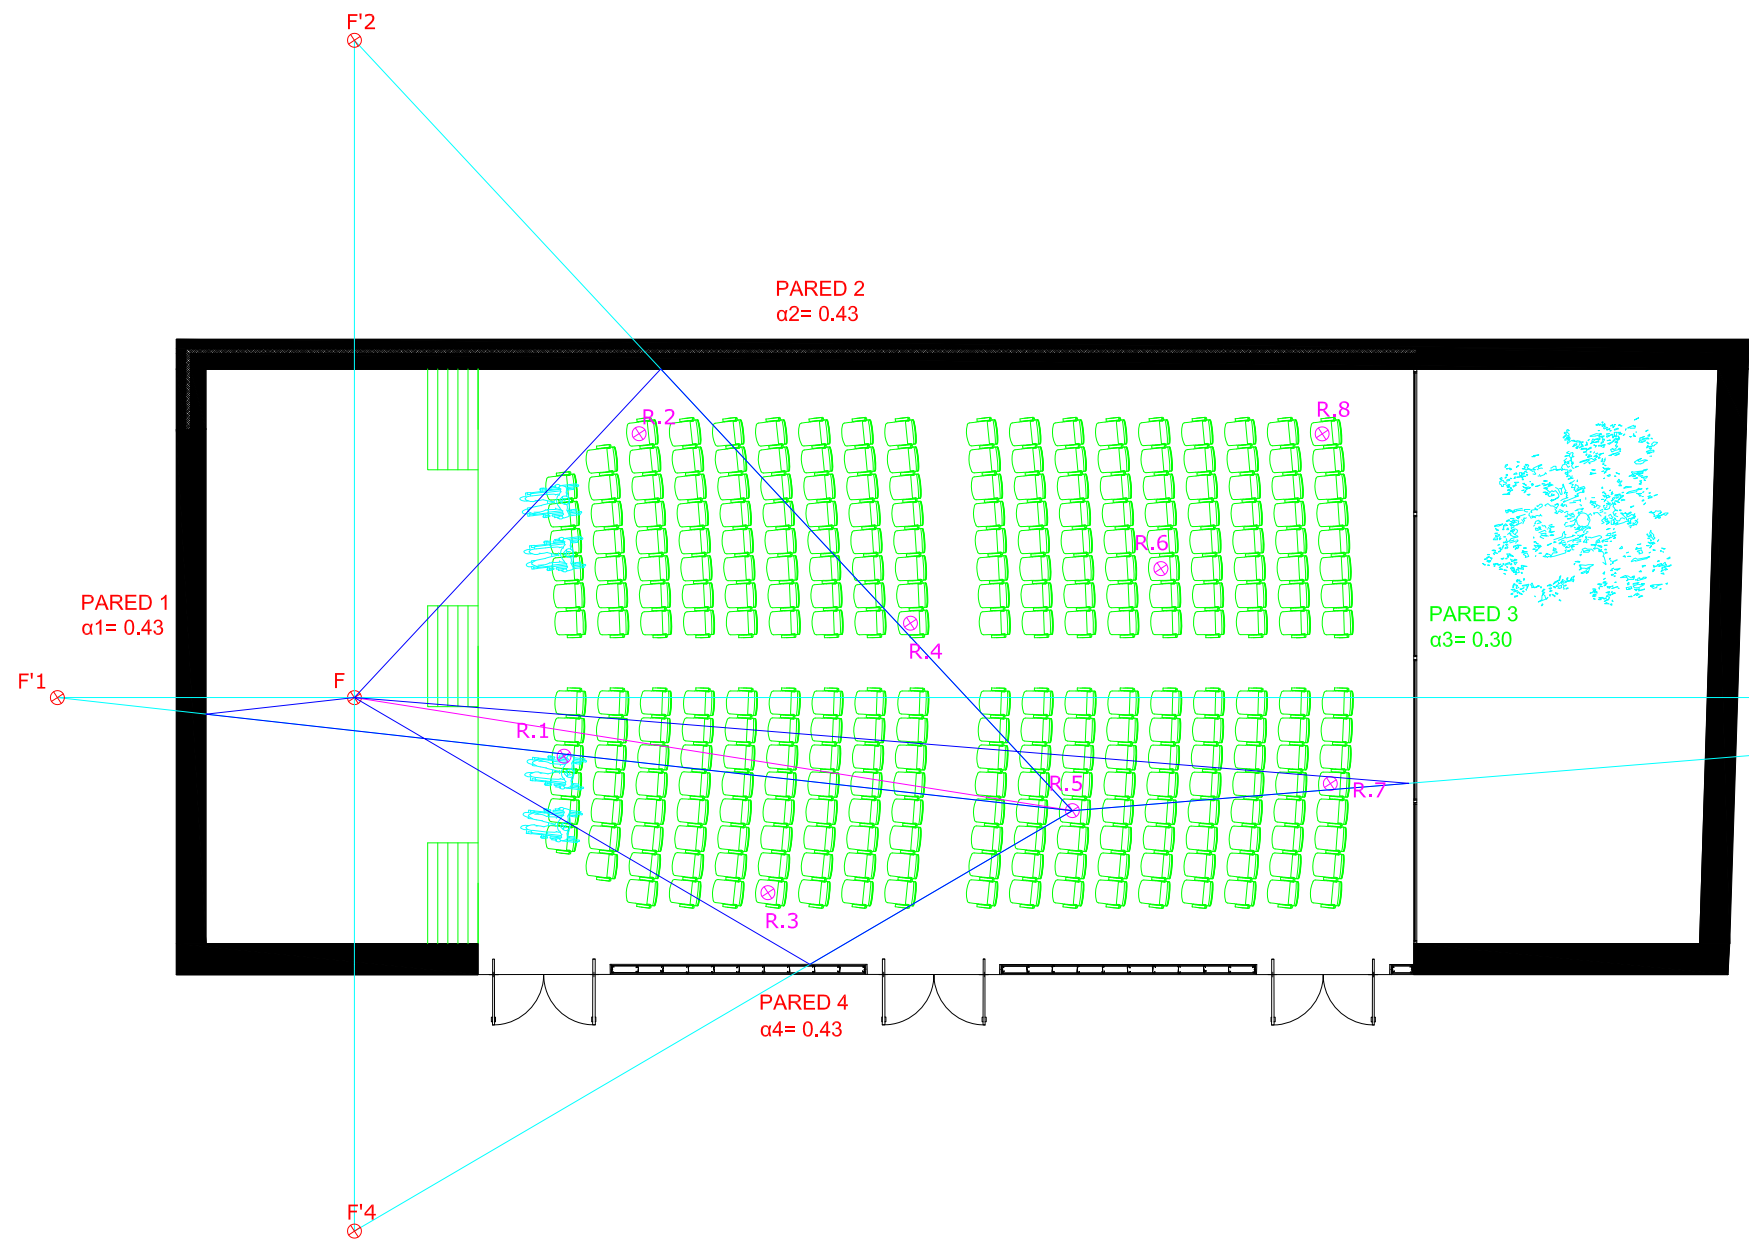 F'2
PARED 2
α2= 0.43
R.2
R.8
R.6
PARED 1
α1= 0.43
PARED 3
α3= 0.30
R.4
F'1
F
R.1
R.5
R.7
R.3
PARED 4
α4= 0.43
F'4